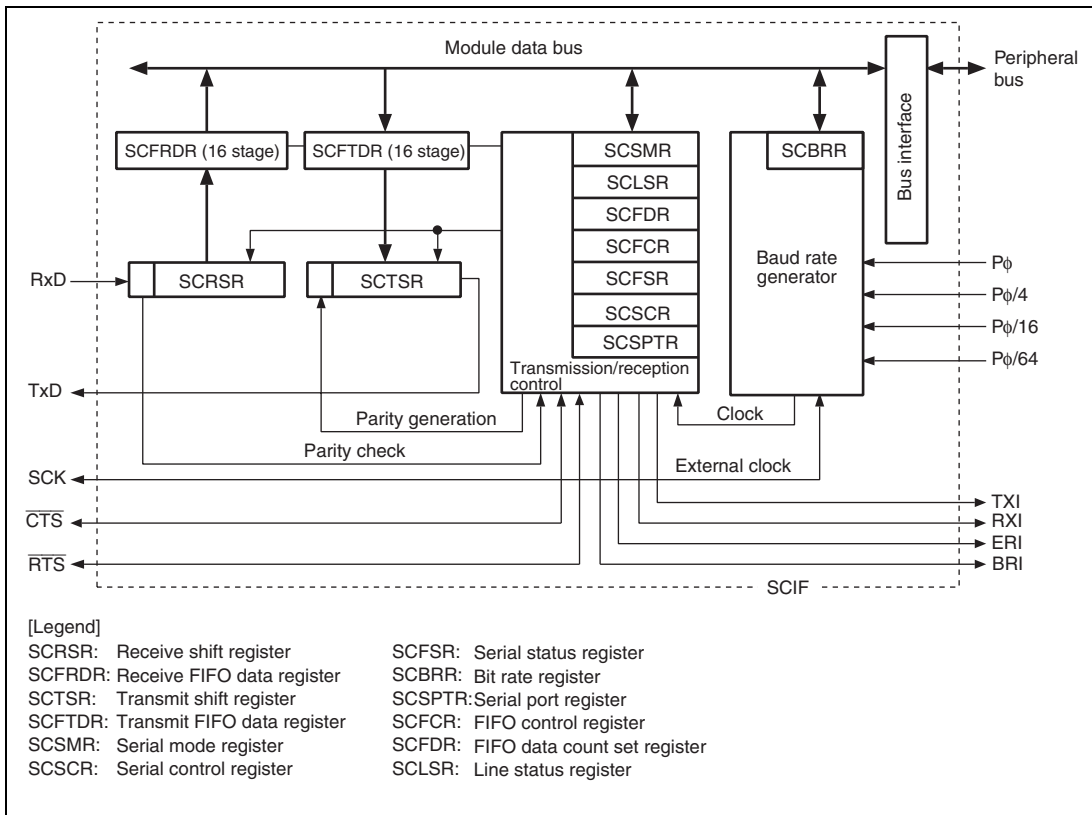 Module data bus
Peripheral
bus
Bus interface
SCFRDR (16 stage)
SCFTDR (16 stage)
SCSMR
SCLSR
SCFDR
SCFCR
SCFSR
SCSCR
SCSPTR
Transmission/reception
control
SCBRR
Baud rate
generator
RxD
SCRSR
SCTSR
Pϕ
Pϕ/4
Pϕ/16
Pϕ/64
TxD
Parity generation
Clock
Parity check
SCK
External clock
CTS
RTS
TXI
RXI
ERI
BRI
SCIF
[Legend]
SCRSR: Receive shift register
SCFRDR: Receive FIFO data register
SCTSR: Transmit shift register
SCFTDR: Transmit FIFO data register
SCSMR: Serial mode register
SCSCR: Serial control register
SCFSR: Serial status register
SCBRR: Bit rate register
SCSPTR:Serial port register
SCFCR: FIFO control register
SCFDR: FIFO data count set register
SCLSR: Line status register